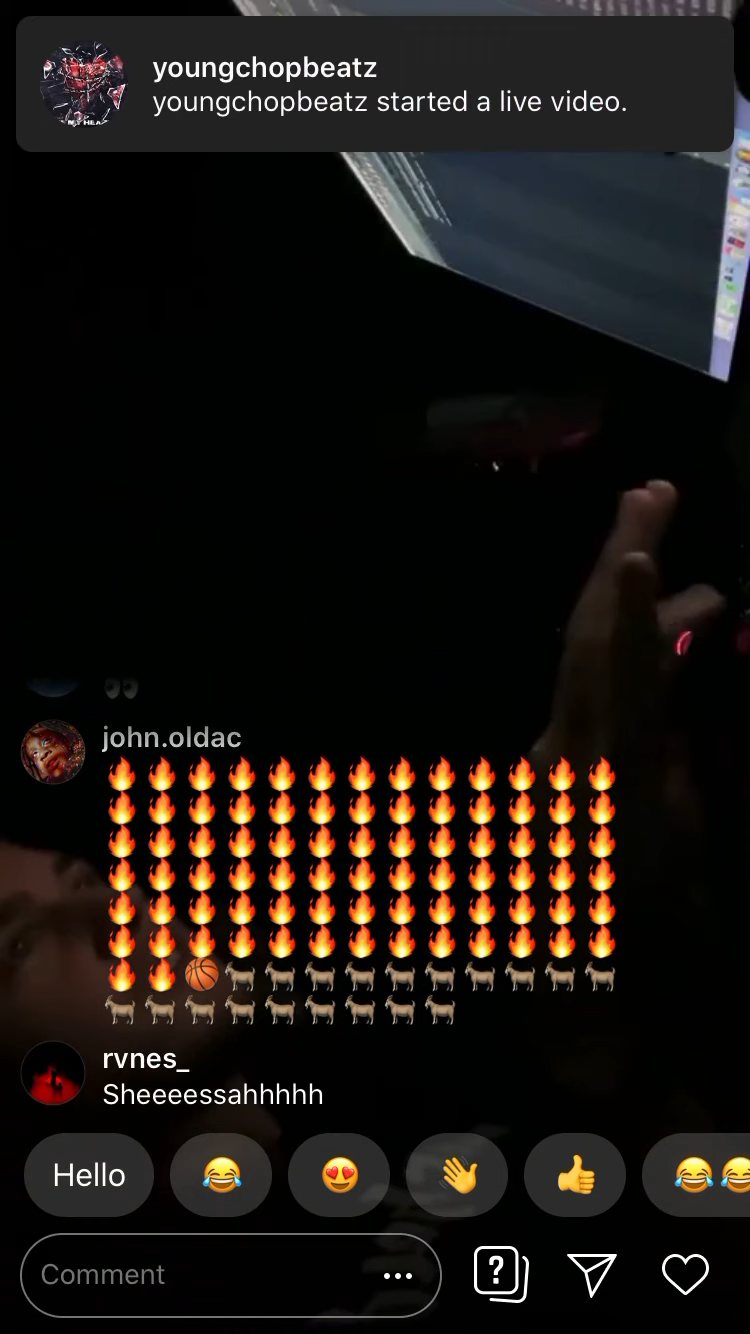 youngchopbeatz
youngchopbeatz started a live video.
👀
john.oldac
🔥🔥🔥🔥🔥🔥🔥🔥🔥🔥🔥🔥🔥
🔥🔥🔥🔥🔥🔥🔥🔥🔥🔥🔥🔥🔥
🔥🔥🔥🔥🔥🔥🔥🔥🔥🔥🔥🔥🔥
🔥🔥🔥🔥🔥🔥🔥🔥🔥🔥🔥🔥🔥
🔥🔥🔥🔥🔥🔥🔥🔥🔥🔥🔥🔥🔥
🔥🔥🔥🔥🔥🔥🔥🔥🔥🔥🔥🔥🔥
🔥🔥🏀🐐🐐🐐🐐🐐🐐🐐🐐🐐🐐
🐐🐐🐐🐐🐐🐐🐐🐐🐐
rvnes_
Sheeeessahhhhh
Hello 😂 😍 👋 👍 😂😂
Comment ...